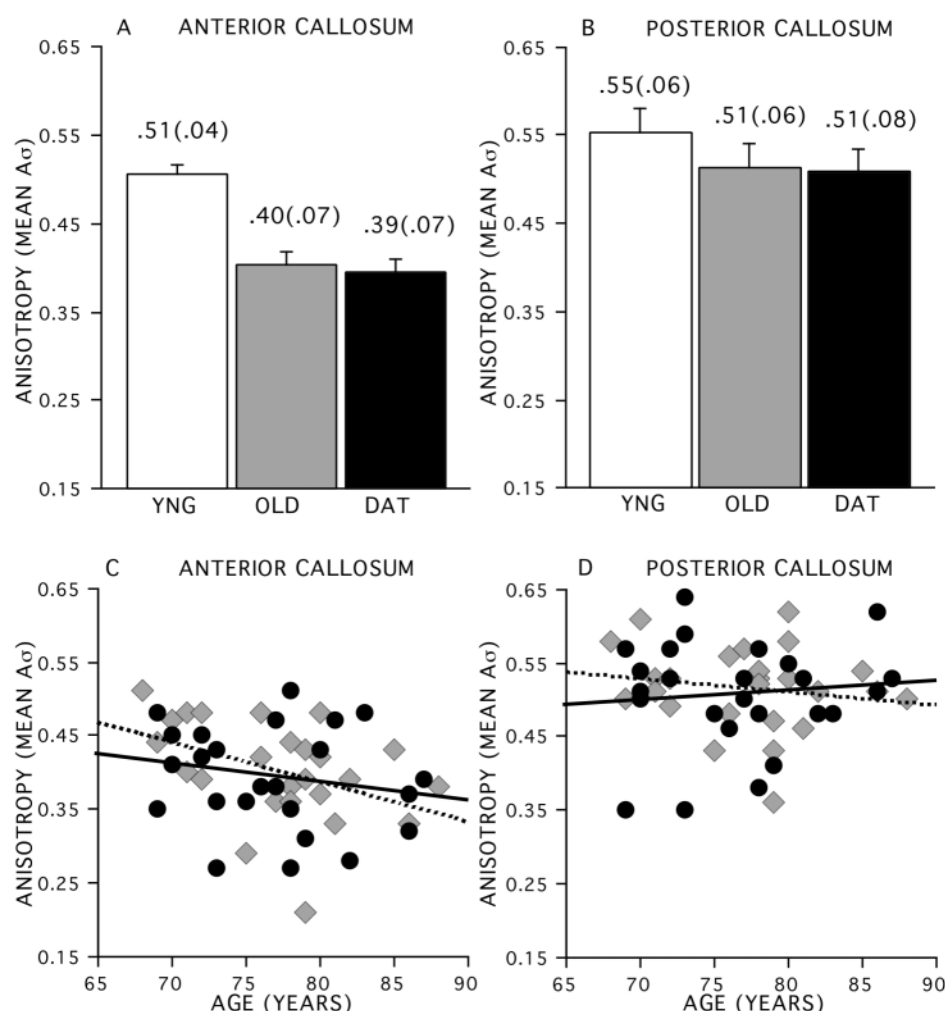 A ANTERIOR CALLOSUM
0.65
0.55
0.45
0.35
0.25
0.15
ANISOTROPY (MEAN Aσ)
.51(.04)
.40(.07)
.39(.07)
YNG OLD DAT
B POSTERIOR CALLOSUM
0.65
0.55
0.45
0.35
0.25
0.15
ANISOTROPY (MEAN Aσ)
.55(.06)
.51(.06)
.51(.08)
YNG OLD DAT
C ANTERIOR CALLOSUM
0.65
0.55
0.45
0.35
0.25
0.15
ANISOTROPY (MEAN Aσ)
65 70 75 80 85 90
AGE (YEARS)
D POSTERIOR CALLOSUM
0.65
0.55
0.45
0.35
0.25
0.15
ANISOTROPY (MEAN Aσ)
65 70 75 80 85 90
AGE (YEARS)